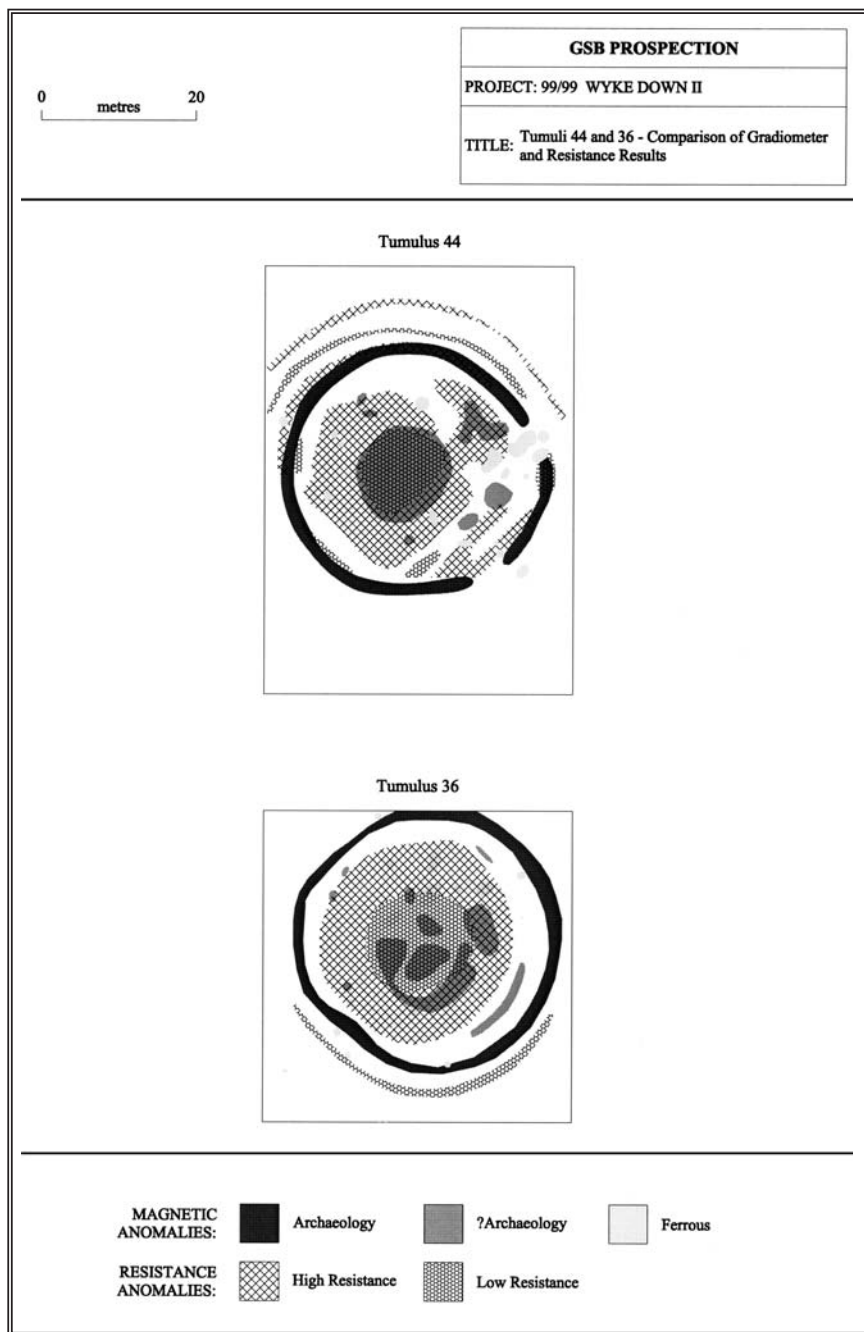 GSB PROSPECTION
PROJECT: 99/99 WYKE DOWN II
TITLE: Tumuli 44 and 36 - Comparison of Gradiometer
and Resistance Results
0 20
metres
Tumulus 44
Tumulus 36
MAGNETIC
ANOMALIES:
Archaeology
?Archaeology
Ferrous
RESISTANCE
ANOMALIES:
High Resistance
Low Resistance